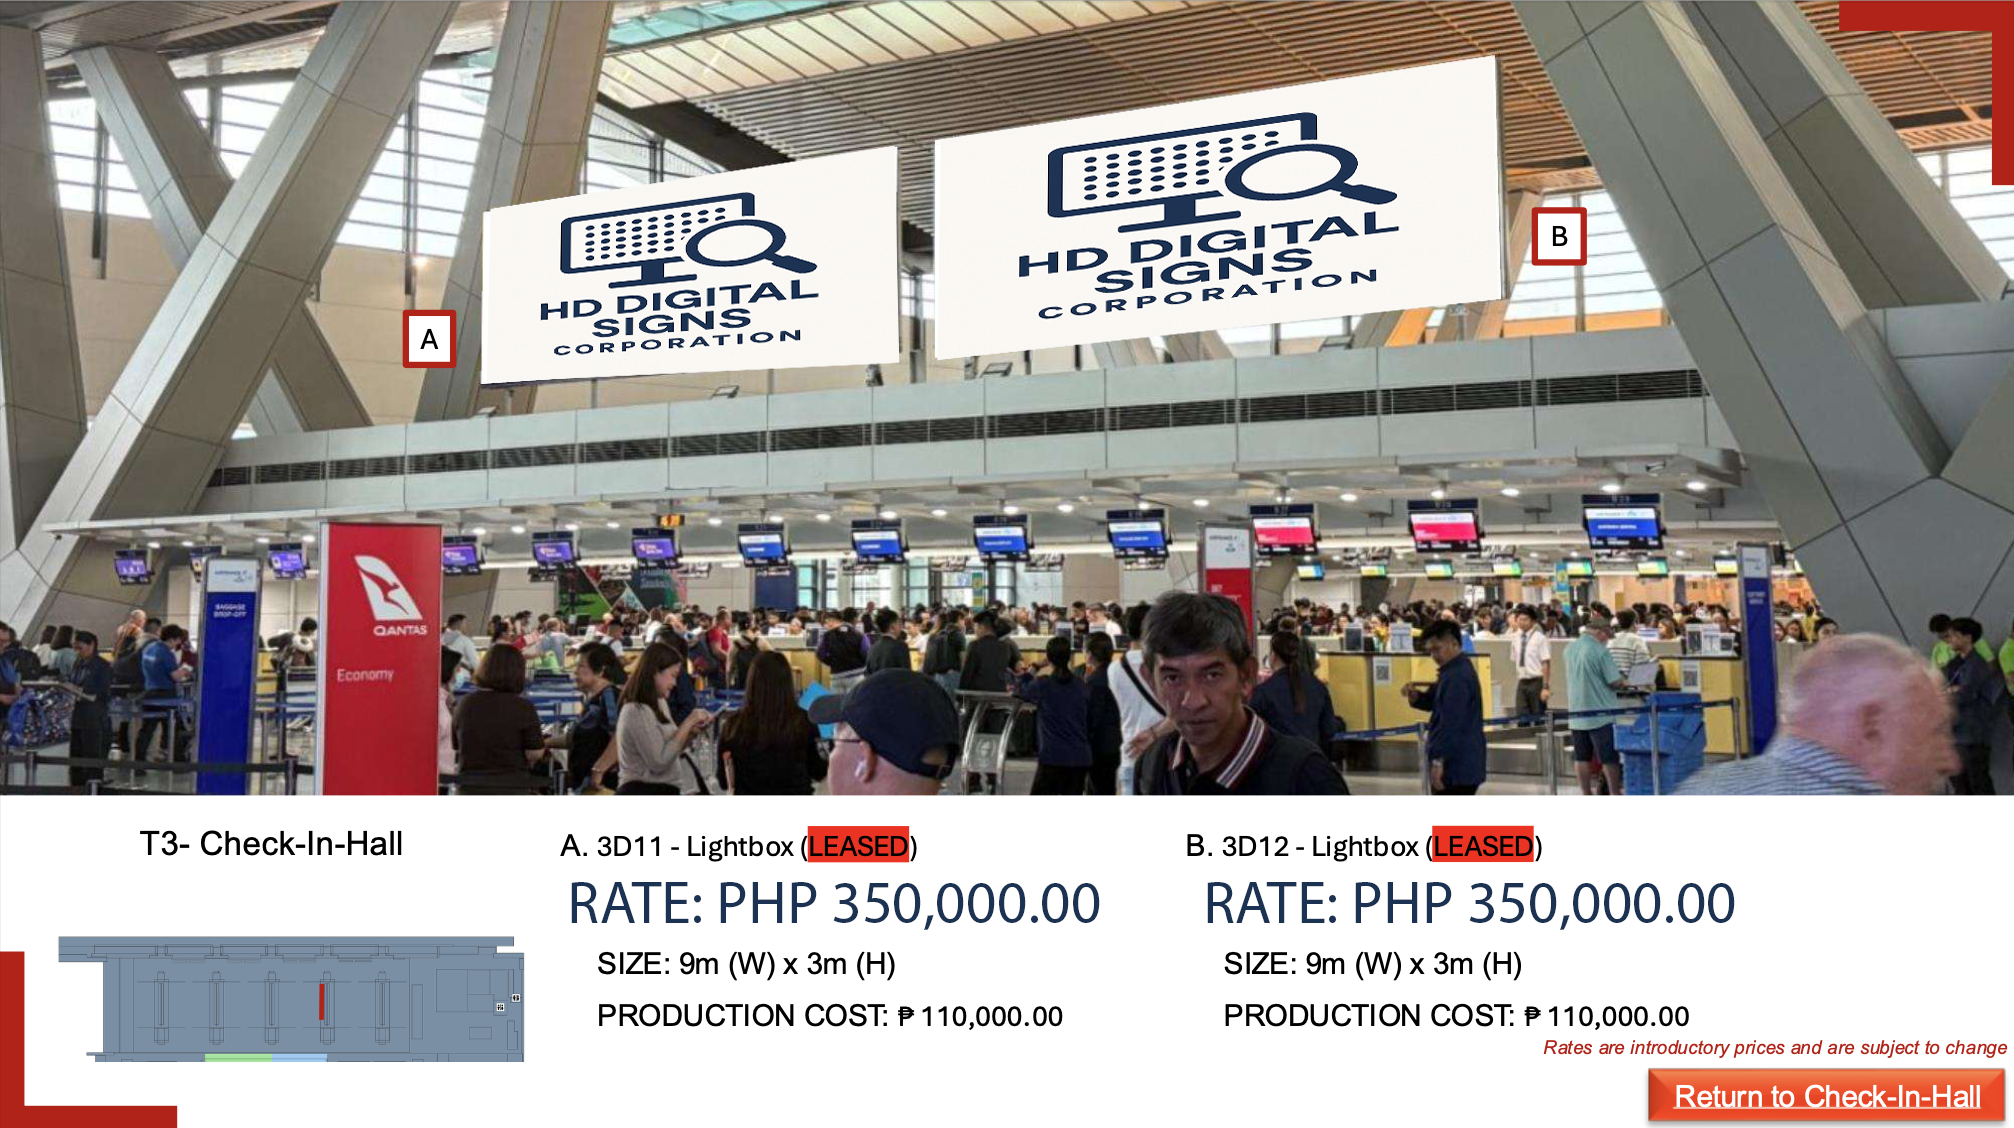 A
HD DIGITAL
SIGNS
CORPORATION
HD DIGITAL
SIGNS
CORPORATION
B
BAGGAGE
DROP-OFF
QANTAS
Economy
T3- Check-In-Hall
A. 3D11 - Lightbox (LEASED)
RATE: PHP 350,000.00
SIZE: 9m (W) x 3m (H)
PRODUCTION COST: ₱ 110,000.00
B. 3D12 - Lightbox (LEASED)
RATE: PHP 350,000.00
SIZE: 9m (W) x 3m (H)
PRODUCTION COST: ₱ 110,000.00
Rates are introductory prices and are subject to change
Return to Check-In-Hall